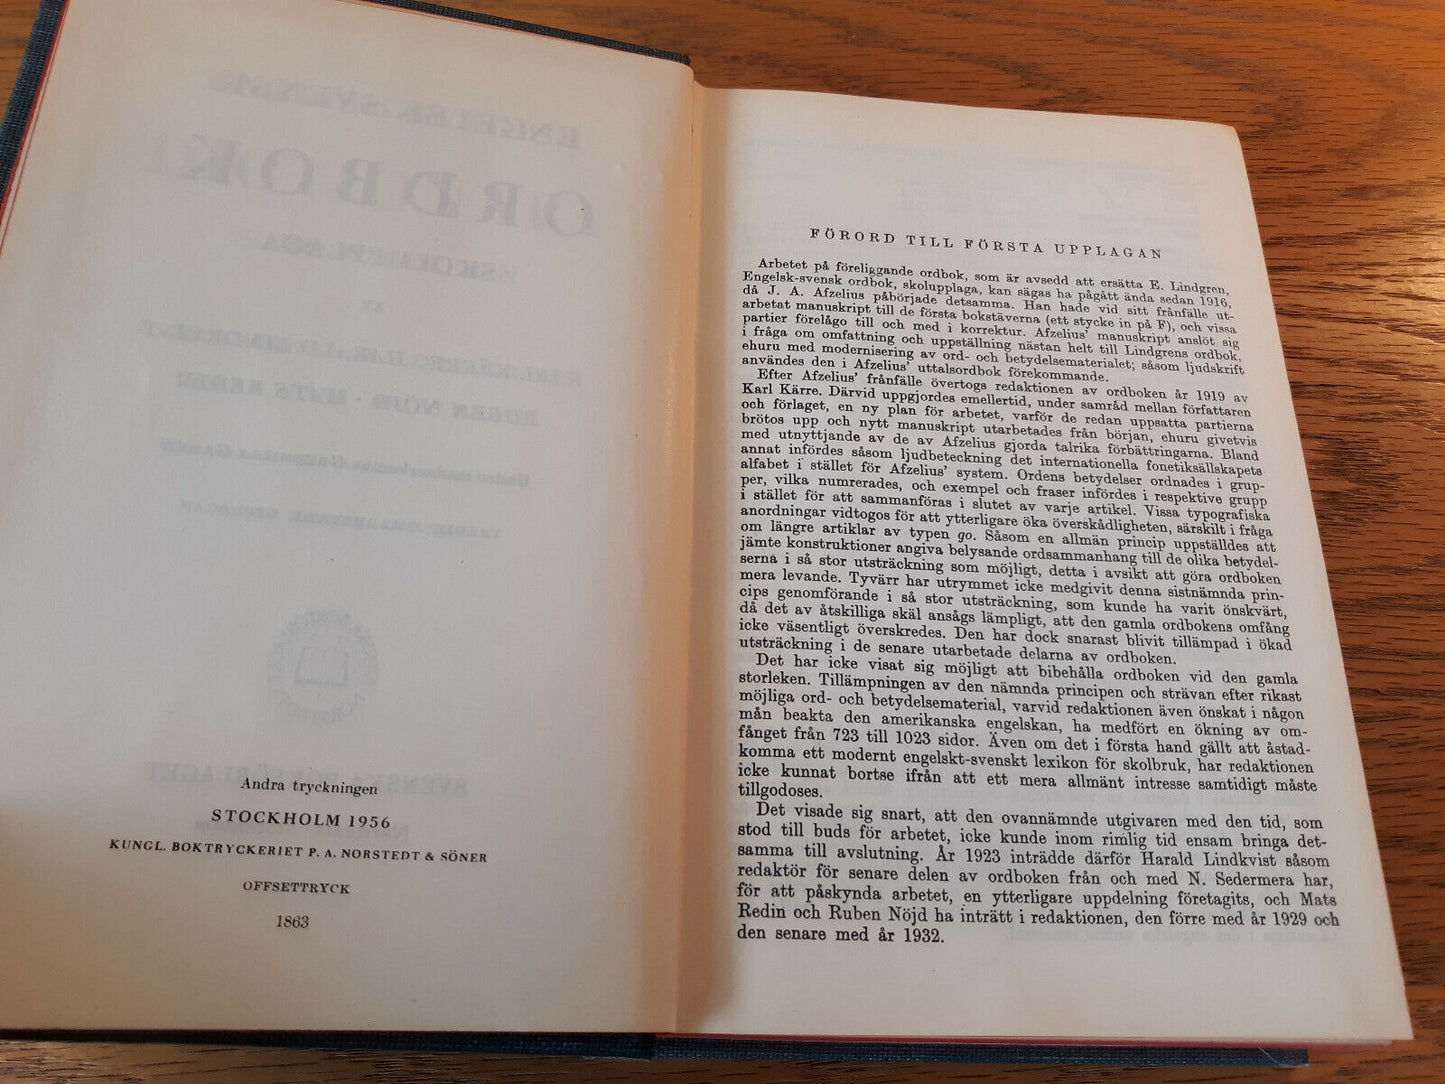 Andra tryckningen
STOCKHOLM 1956
KUNGL. BOKTRYCKERIET P. A. NORSTEDT & SÖNER
OFFSETTRYCK
1863
FÖRORD TILL FÖRSTA UPPLAGAN
Arbetet på föreliggande ordbok, som är avsedd att ersätta E. Lindgren,
Engelsk-svensk ordbok, skolupplaga, kan sägas ha pågått ända sedan 1916,
då J. A. Afzelius påbörjade detsamma. Han hade vid sitt frånfälle ut-
arbetat manuskript till de första bokstäverna (ett stycke in på F), och vissa
partier förelågo till och med i korrektur. Afzelius' manuskript anslöt sig
i fråga om omfattning och uppställning nästan helt till Lindgrens ordbok,
ehuru med modernisering av ord- och betydelsematerialet; såsom ljudskrift
användes den i Afzelius' uttalsordbok förekommande.
Efter Afzelius' frånfälle övertogs redaktionen av ordboken år 1919 av
Karl Kärre. Därvid uppgjordes emellertid, under samråd mellan författaren
och förlaget, en ny plan för arbetet, varför de redan uppsatta partierna
brötos upp och nytt manuskript utarbetades från början, ehuru givetvis
med utnyttjande av de av Afzelius gjorda talrika förbättringarna. Bland
annat infördes såsom ljudbeteckning det internationella fonetiksällskapets
alfabet i stället för Afzelius' system. Ordens betydelser ordnades i grup-
per, vilka numrerades, och exempel och fraser infördes i respektive grupp
i stället för att sammanföras i slutet av varje artikel. Vissa typografiska
anordningar vidtogos för att ytterligare öka överskådligheten, särskilt i fråga
om längre artiklar av typen go. Såsom en allmän princip uppställdes att
jämte konstruktioner angiva belysande ordsammanhang till de olika betydel-
serna i så stor utsträckning som möjligt, detta i avsikt att göra ordboken
mera levande. Tyvärr har utrymmet icke medgivit denna sistnämnda prin-
cips genomförande i så stor utsträckning, som kunde ha varit önskvärt,
då det av åtskilliga skäl ansågs lämpligt, att den gamla ordbokens omfång
icke väsentligt överskredes. Den har dock snarast blivit tillämpad i ökad
utsträckning i de senare utarbetade delarna av ordboken.
Det har icke visat sig möjligt att bibehålla ordboken vid den gamla
storleken. Tillämpningen av den nämnda principen och strävan efter rikast
möjliga ord- och betydelsematerial, varvid redaktionen även önskat i någon
mån beakta den amerikanska engelskan, ha medfört en ökning av om-
fånget från 723 till 1023 sidor. Även om det i första hand gällt att åstad-
komma ett modernt engelskt-svenskt lexikon för skolbruk, har redaktionen
icke kunnat bortse ifrån att ett mera allmänt intresse samtidigt måste
tillgodoses.
Det visade sig snart, att den ovannämnde utgivaren med den tid, som
stod till buds för arbetet, icke kunde inom rimlig tid ensam bringa det-
samma till avslutning. År 1923 inträdde därför Harald Lindkvist såsom
redaktör för senare delen av ordboken från och med N. Sedermera har,
för att påskynda arbetet, en ytterligare uppdelning företagits, och Mats
Redin och Ruben Nöjd ha inträtt i redaktionen, den förre med år 1929 och
den senare med år 1932.